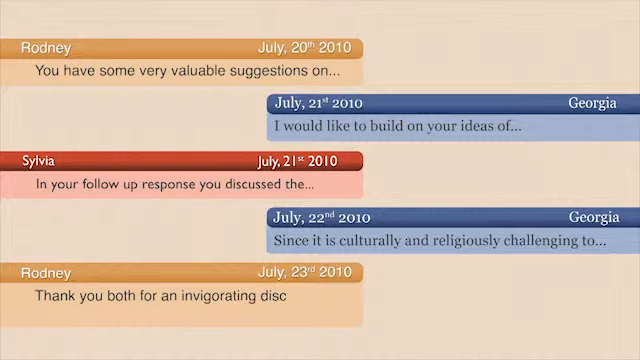 Rodney July, 20th 2010
You have some very valuable suggestions on...
July, 21st 2010 Georgia
I would like to build on your ideas of...
Sylvia July, 21st 2010
In your follow up response you discussed the...
July, 22nd 2010 Georgia
Since it is culturally and religiously challenging to...
Rodney July, 23rd 2010
Thank you both for an invigorating disc